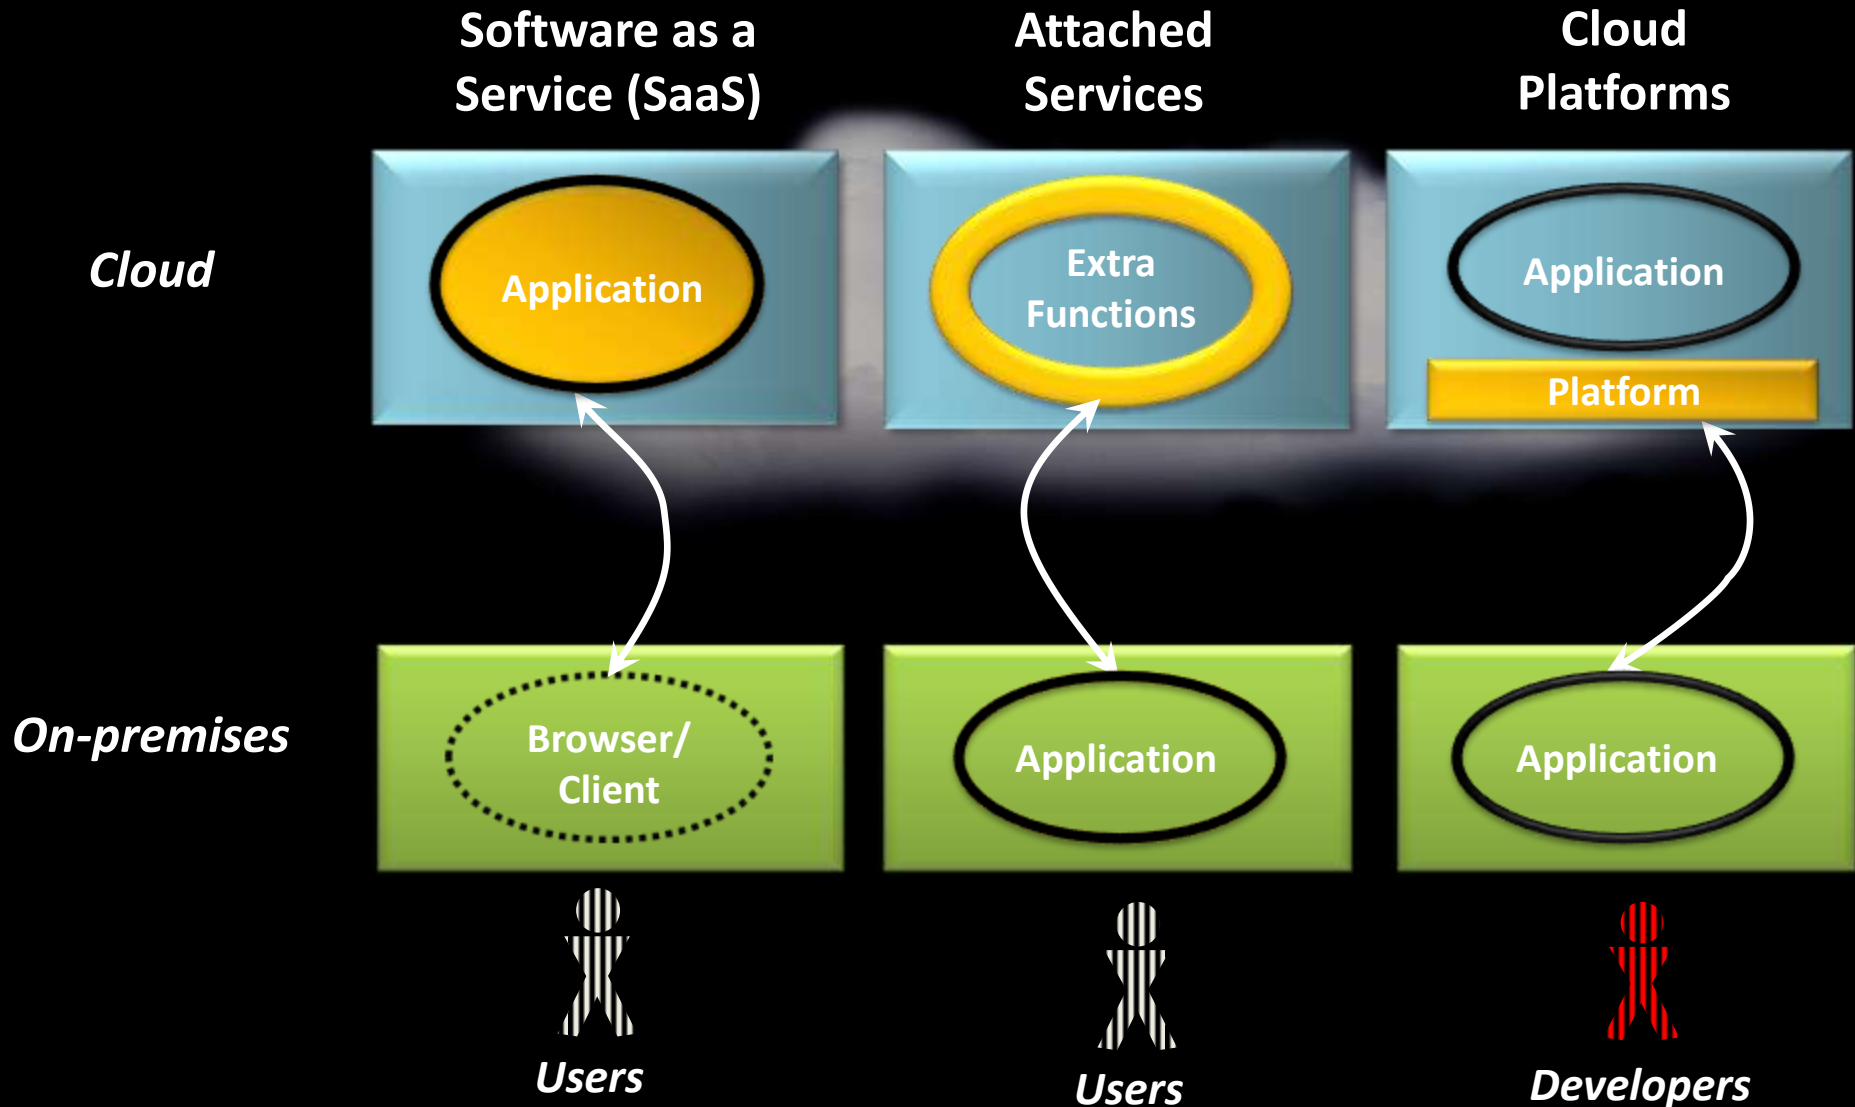 Software as a
Service (SaaS)
Attached
Services
Cloud
Platforms
Cloud
Application
Extra
Functions
Application
Platform
On-premises
Browser/
Client
Application
Application
Users
Users
Developers